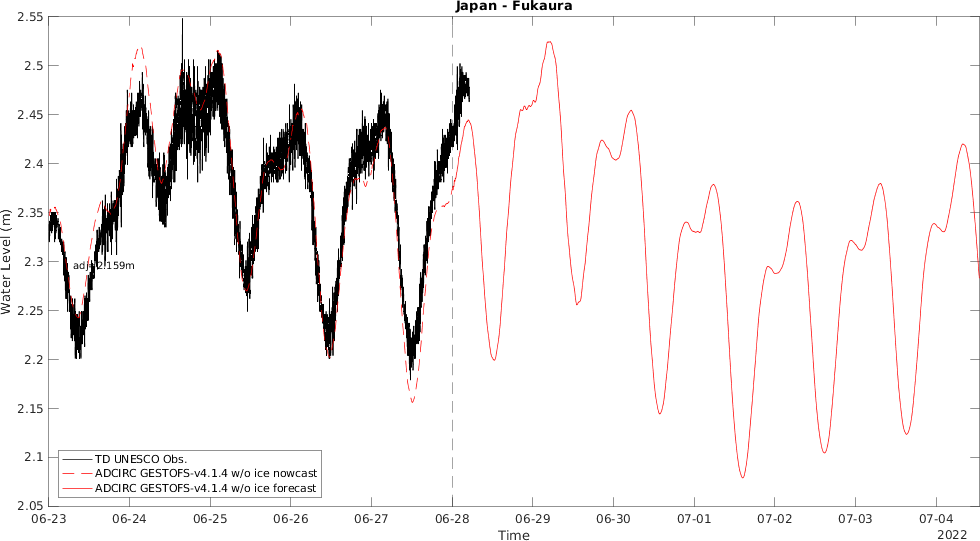 Japan - Fukaura
2.55
2.5
2.45
2.4
2.35
2.3
2.25
2.2
2.15
2.1
2.05
Water Level (m)
adj=2.159m
TD UNESCO Obs.
ADCIRC GESTOFS-v4.1.4 w/o ice nowcast
ADCIRC GESTOFS-v4.1.4 w/o ice forecast
06-23 06-24 06-25 06-26 06-27 06-28 06-29 06-30 07-01 07-02 07-03 07-04
Time
2022